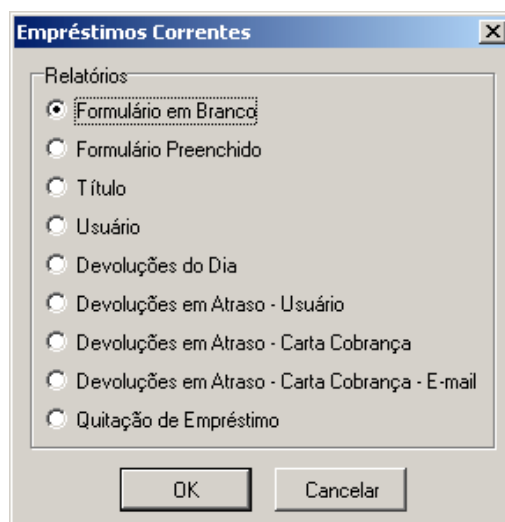 Empréstimos Correntes
Relatórios
Formulário em Branco
Formulário Preenchido
Título
Usuário
Devoluções do Dia
Devoluções em Atraso - Usuário
Devoluções em Atraso - Carta Cobrança
Devoluções em Atraso - Carta Cobrança - E-mail
Quitação de Empréstimo
OK Cancelar